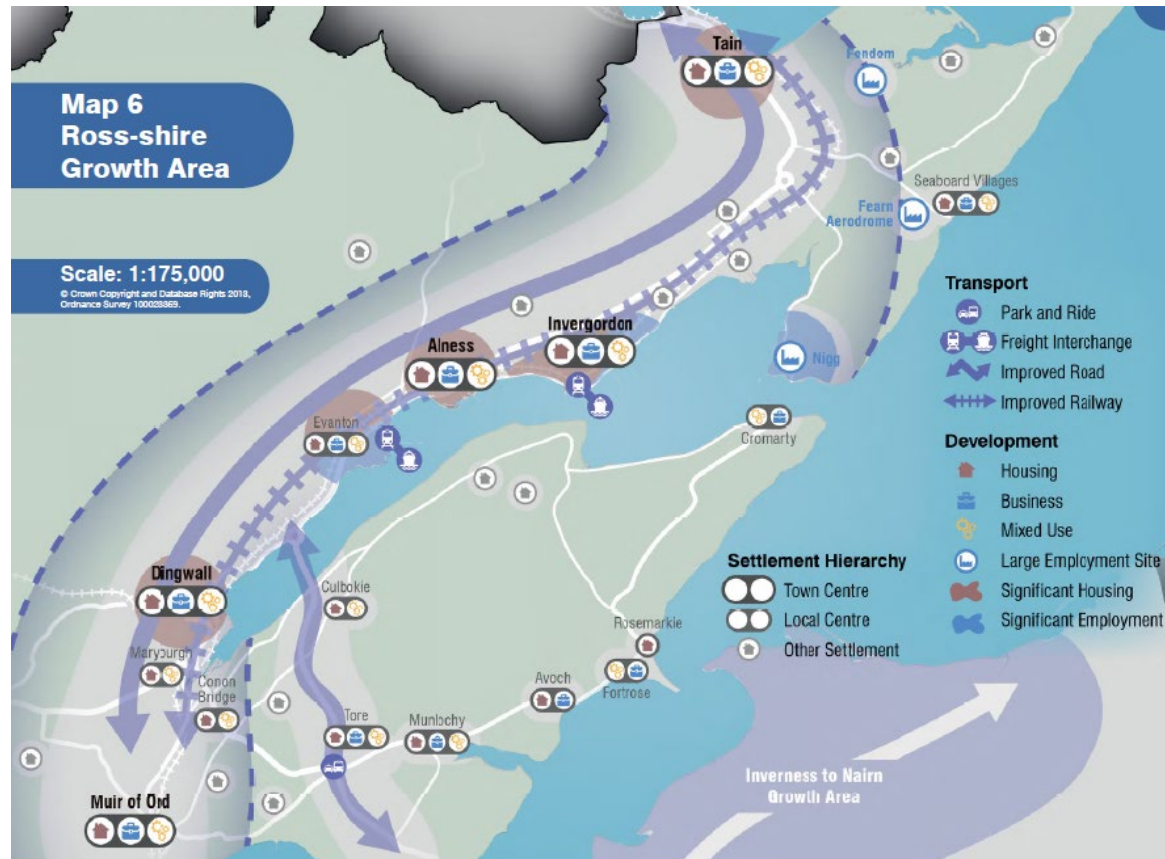 Map 6
Ross-shire
Growth Area
Scale: 1:175,000
© Crown Copyright and Database Rights 2018,
Ordnance Survey 100023369.
Tain
Fendom
Seaboard Villages
Fearn
Aerodrome
Invergordon
Alness
Nigg
Evanton
Cromarty
Dingwall
Culbokie
Maryburgh
Conon
Bridge
Rosemarkie
Avoch
Fortrose
Tore
Munlochy
Muir of Ord
Inverness to Nairn
Growth Area
Transport
Park and Ride
Freight Interchange
Improved Road
Improved Railway
Development
Housing
Business
Mixed Use
Large Employment Site
Significant Housing
Significant Employment
Settlement Hierarchy
Town Centre
Local Centre
Other Settlement